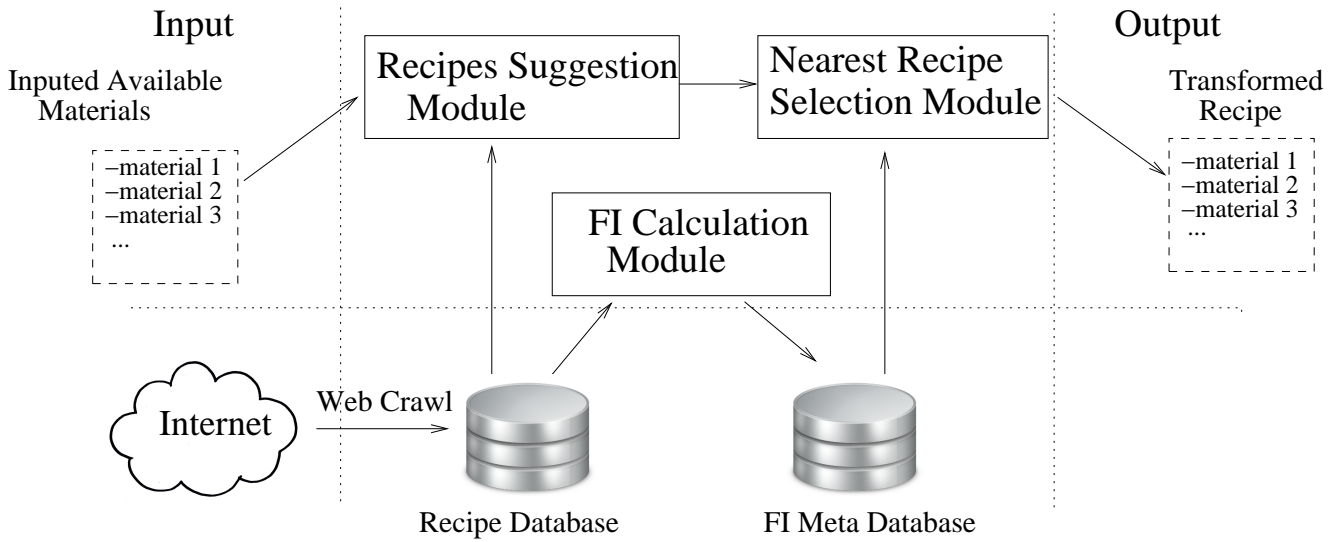 Input
Output
Inputed Available
Materials
−material 1
−material 2
−material 3
...
Recipes Suggestion
Module
Nearest Recipe
Selection Module
Transformed
Recipe
−material 1
−material 2
−material 3
...
FI Calculation
Module
Internet
Web Crawl
Recipe Database
FI Meta Database